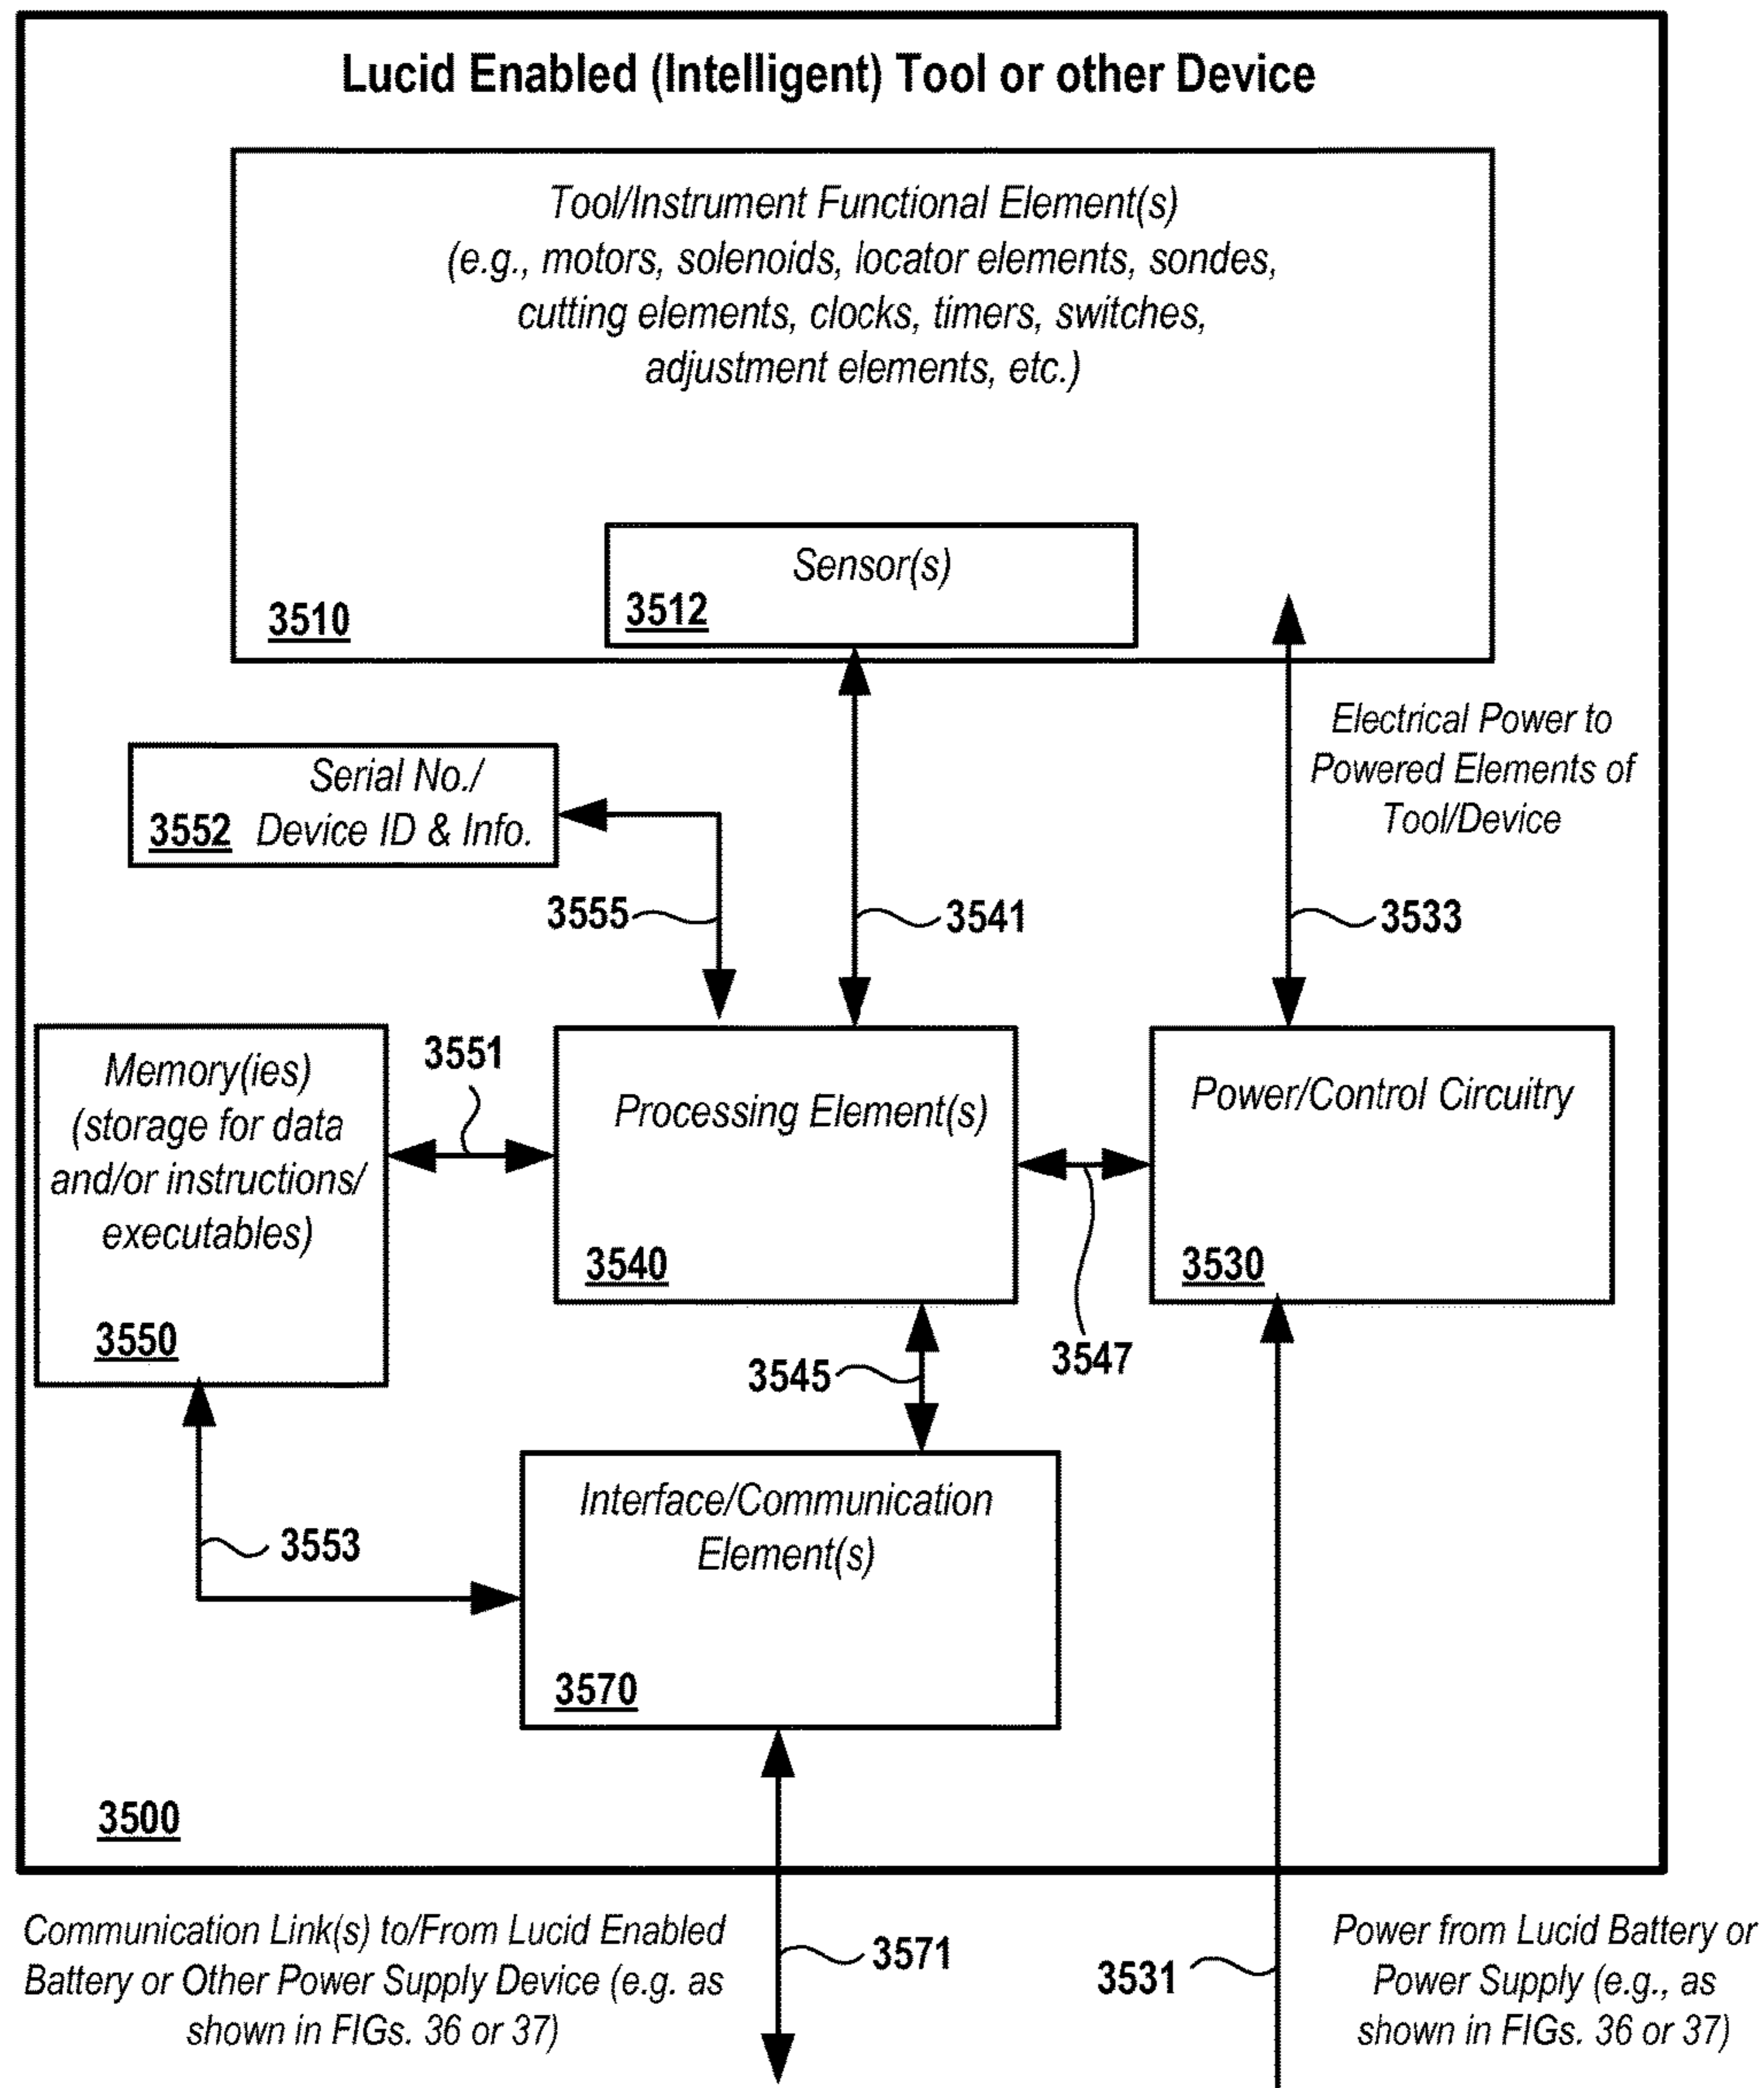 Lucid Enabled (Intelligent) Tool or other Device
Tool/Instrument Functional Element(s)
(e.g., motors, solenoids, locator elements, sondes,
cutting elements, clocks, timers, switches,
adjustment elements, etc.)
Sensor(s)
3512
3510
Electrical Power to
Powered Elements of
Tool/Device
Serial No./
3552 Device ID & Info.
3555
3541
3533
Memory(ies)
(storage for data
and/or instructions/
executables)
3550
3551
Processing Element(s)
3540
Power/Control Circuitry
3530
3547
3545
3553
Interface/Communication
Element(s)
3570
3500
Communication Link(s) to/From Lucid Enabled
Battery or Other Power Supply Device (e.g. as
shown in FIGs. 36 or 37)
3571
3531
Power from Lucid Battery or
Power Supply (e.g., as
shown in FIGs. 36 or 37)